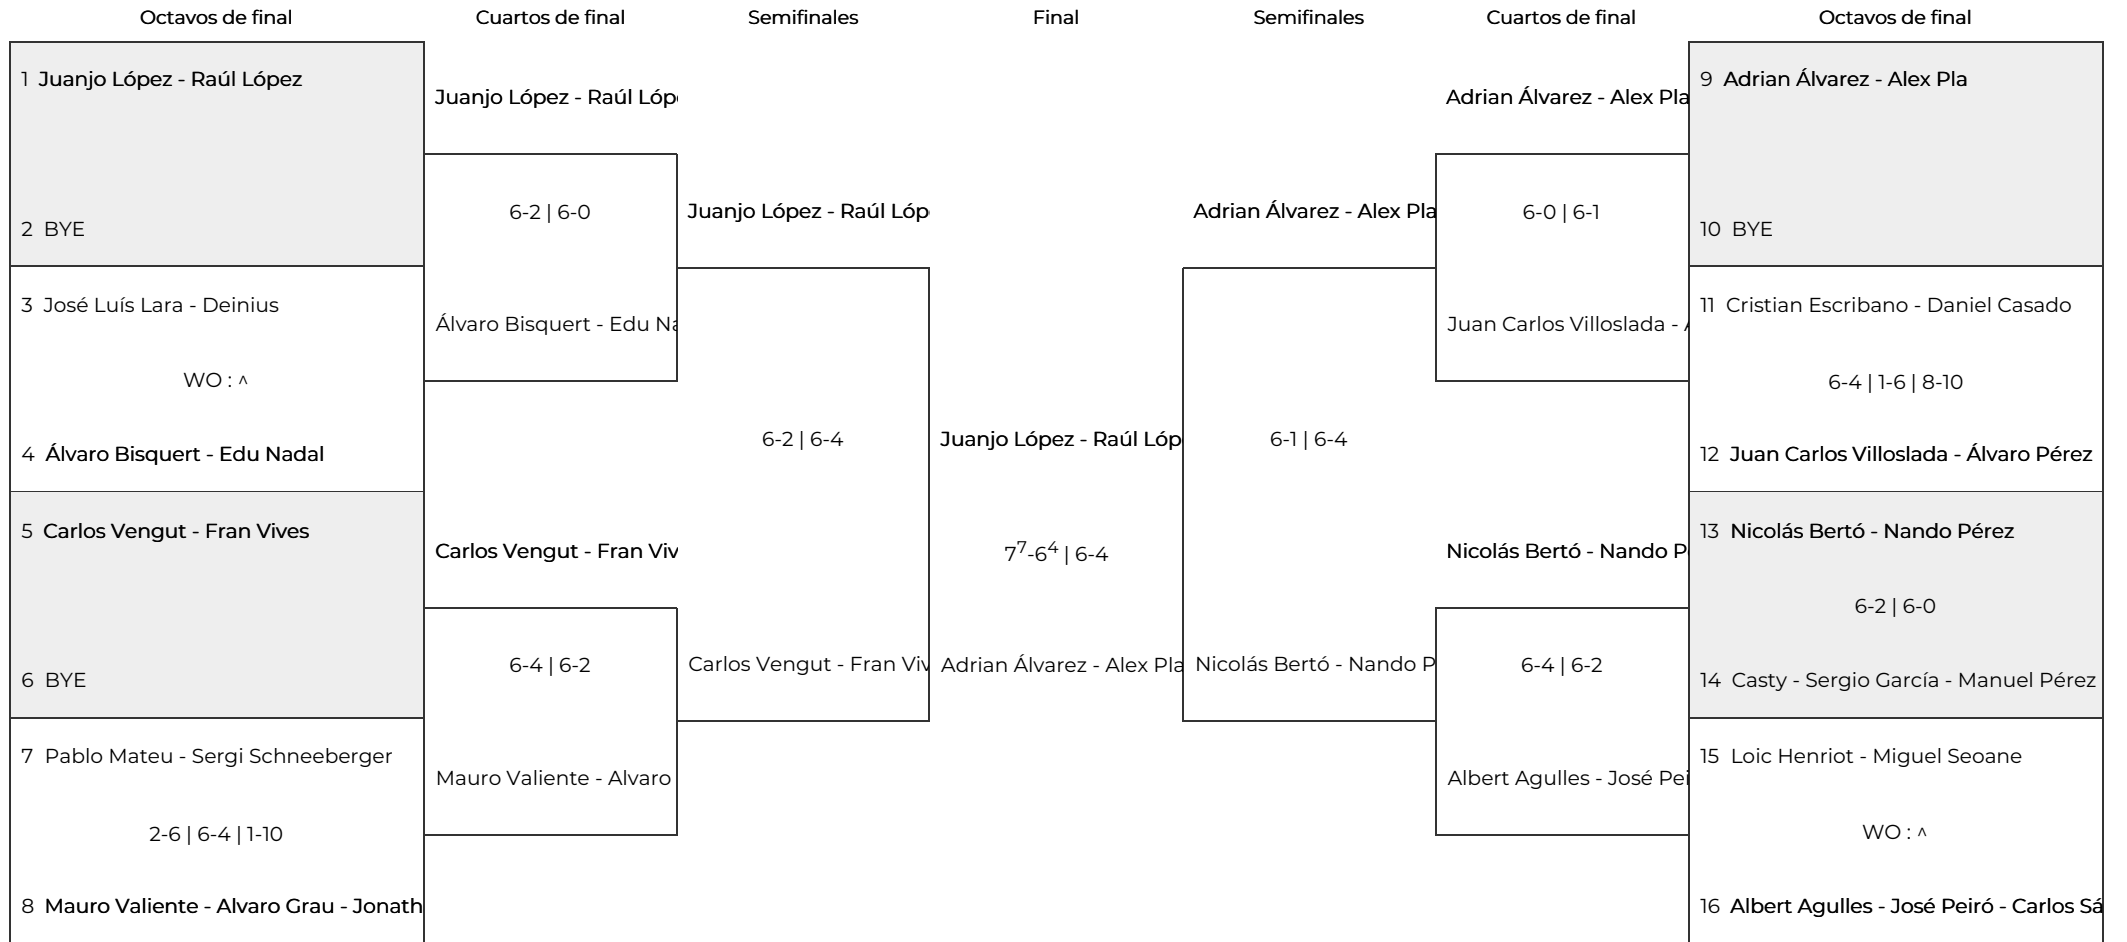 Octavos de final
Cuartos de final
Semifinales
Final
Semifinales
Cuartos de final
Octavos de final
1 Juanjo López - Raúl López
2 BYE
3 José Luís Lara - Deinius
WO : ^
4 Álvaro Bisquert - Edu Nadal
5 Carlos Vengut - Fran Vives
6 BYE
7 Pablo Mateu - Sergi Schneeberger
2-6 | 6-4 | 1-10
8 Mauro Valiente - Alvaro Grau - Jonath
Juanjo López - Raúl Lóp
6-2 | 6-0
Álvaro Bisquert - Edu Na
Carlos Vengut - Fran Viv
6-4 | 6-2
Mauro Valiente - Alvaro
Juanjo López - Raúl Lóp
6-2 | 6-4
Carlos Vengut - Fran Viv
Juanjo López - Raúl Lóp
7⁷-6⁴ | 6-4
Adrian Álvarez - Alex Pla
Adrian Álvarez - Alex Pla
6-1 | 6-4
Nicolás Bertó - Nando P
Adrian Álvarez - Alex Pla
6-0 | 6-1
Juan Carlos Villoslada -
Nicolás Bertó - Nando P
6-4 | 6-2
Albert Agulles - José Pei
9 Adrian Álvarez - Alex Pla
10 BYE
11 Cristian Escribano - Daniel Casado
6-4 | 1-6 | 8-10
12 Juan Carlos Villoslada - Álvaro Pérez
13 Nicolás Bertó - Nando Pérez
6-2 | 6-0
14 Casty - Sergio García - Manuel Pérez
15 Loic Henriot - Miguel Seoane
WO : ^
16 Albert Agulles - José Peiró - Carlos Sá